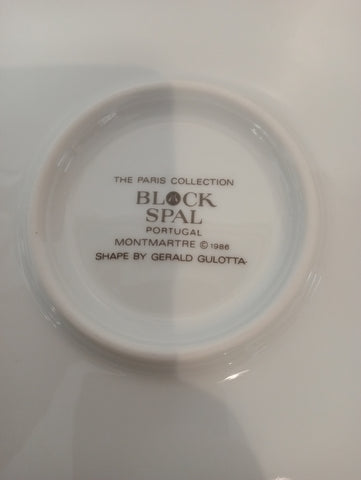 THE PARIS COLLECTION
BLOCK
SPAL
PORTUGAL
MONTMARTRE © 1986
SHAPE BY GERALD GULOTTA